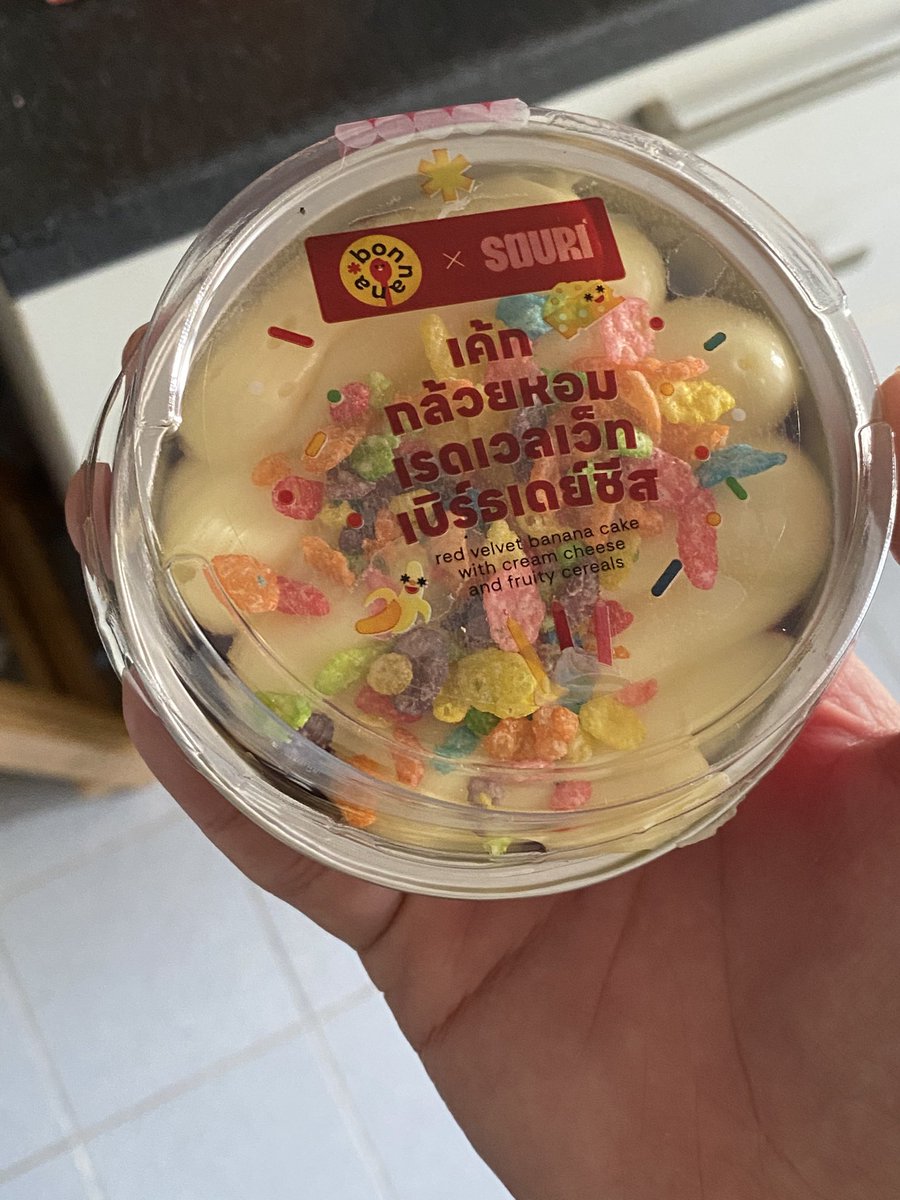 bonnana × SOURI
เค้ก
กล้วยหอม
เรดเวลเว็ท
เบิร์ธเดย์ชีส
red velvet banana cake
with cream cheese
and fruity cereals